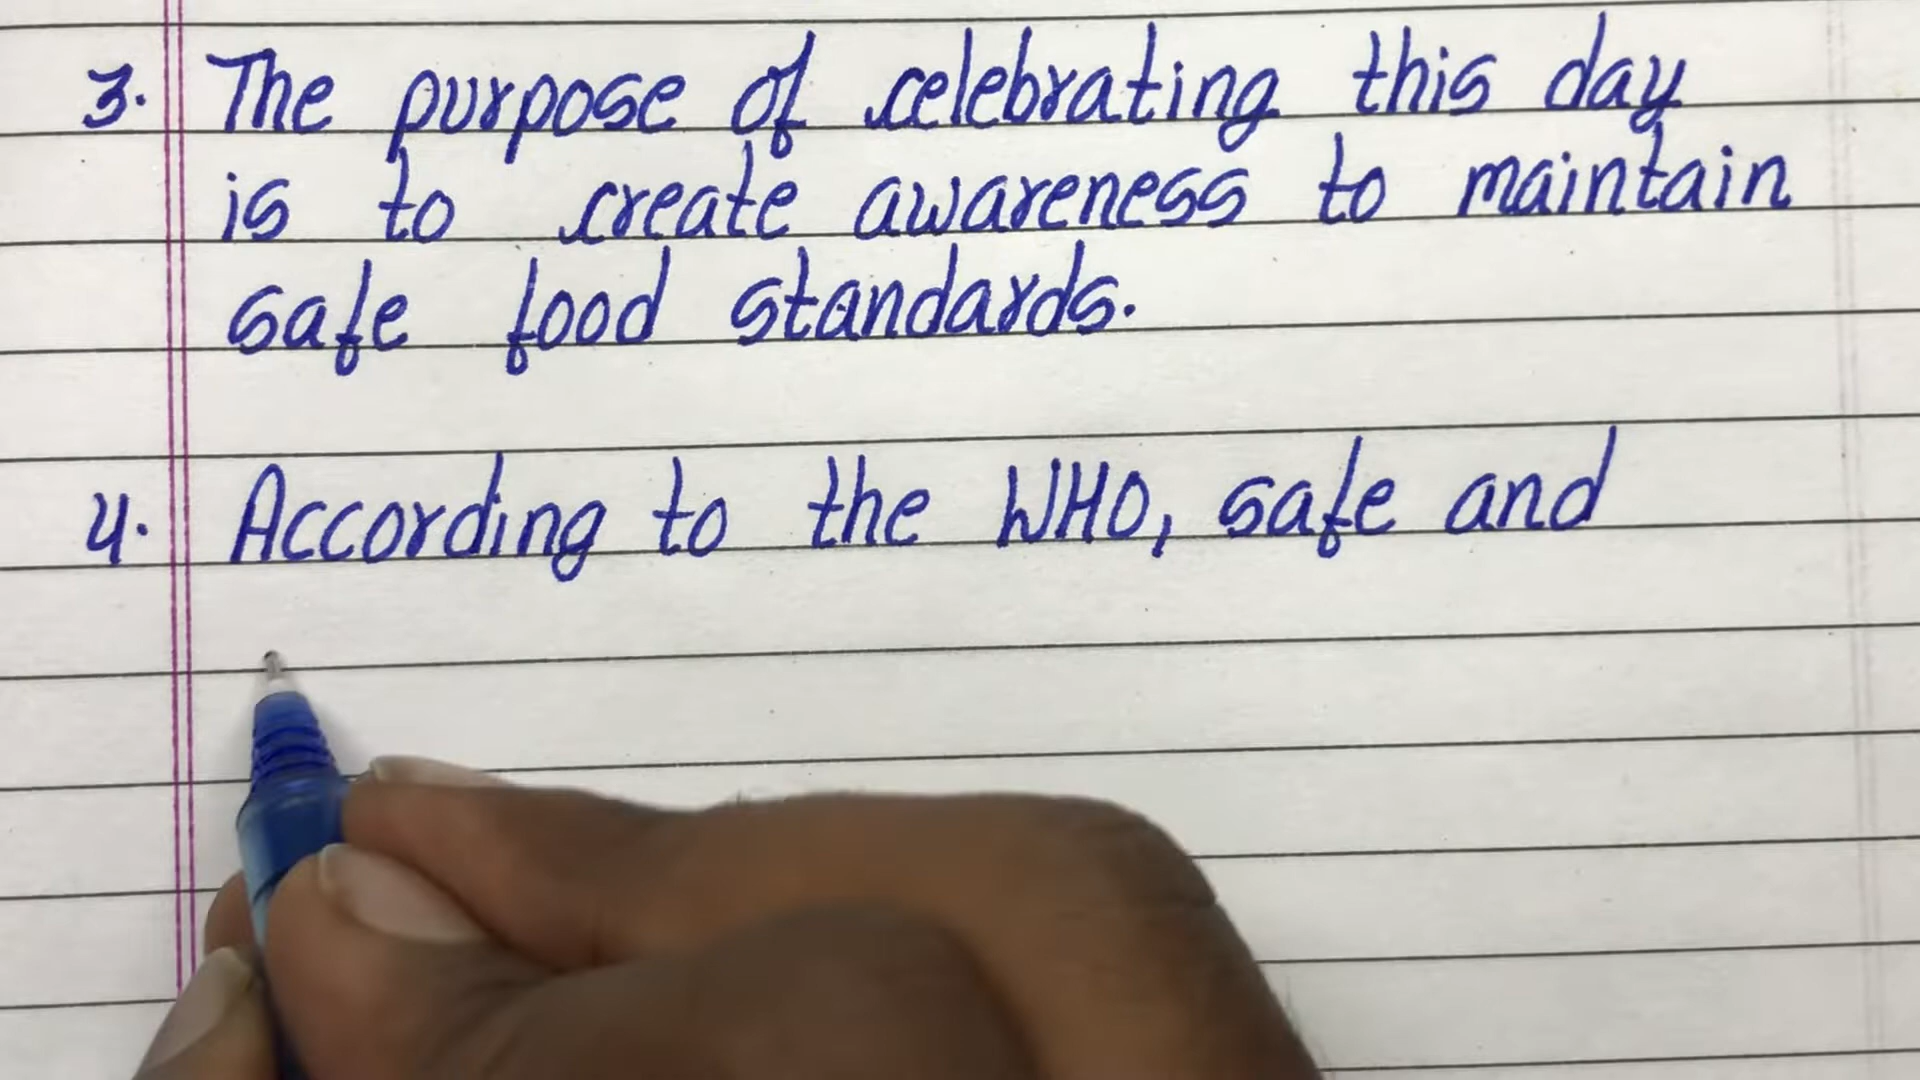 3. The purpose of celebrating this day
is to create awareness to maintain
safe food standards.
4. According to the WHO, safe and